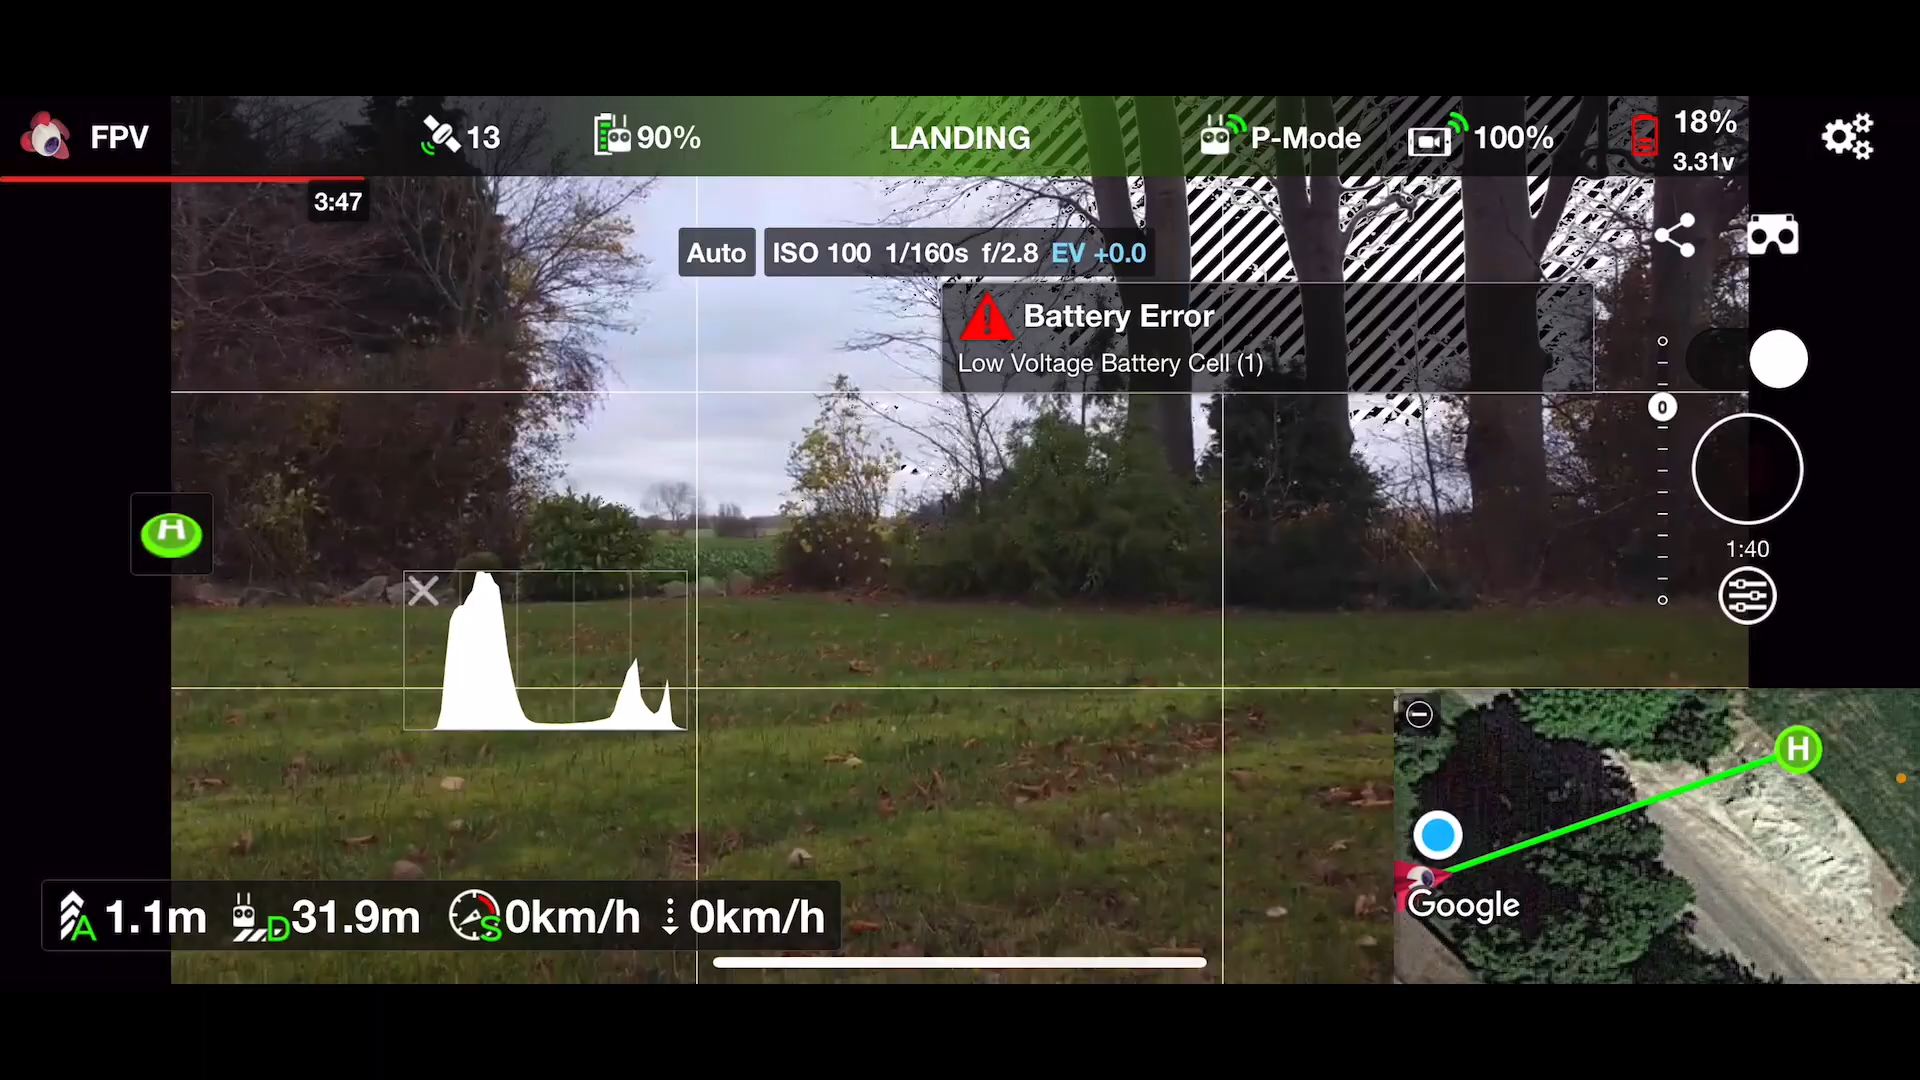 FPV
13
90%
LANDING
P-Mode
100%
18%
3.31v
3:47
Auto
ISO 100 1/160s f/2.8 EV +0.0
Battery Error
Low Voltage Battery Cell (1)
0
H
1:40
H
Google
A 1.1m D 31.9m S 0km/h 0km/h